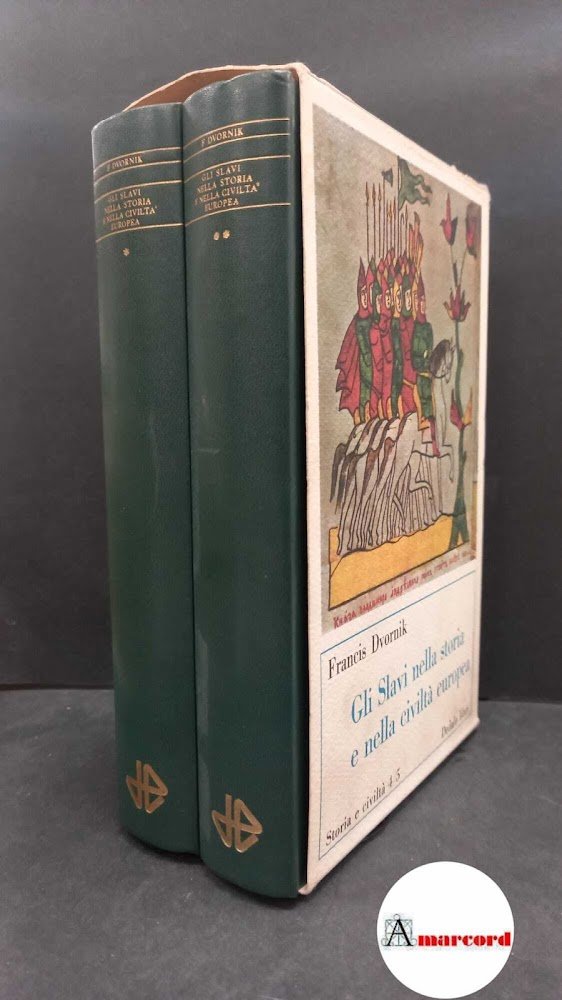 F DVORNIK
GLI SLAVI
NELLA STORIA
E NELLA CIVILTA'
EUROPEA
*
F DVORNIK
GLI SLAVI
NELLA STORIA
E NELLA CIVILTA'
EUROPEA
**
Francis Dvornik
Gli Slavi nella storia
e nella civiltà europea
Dedalo Libri
Storia e civiltà 4-5
Amarcord